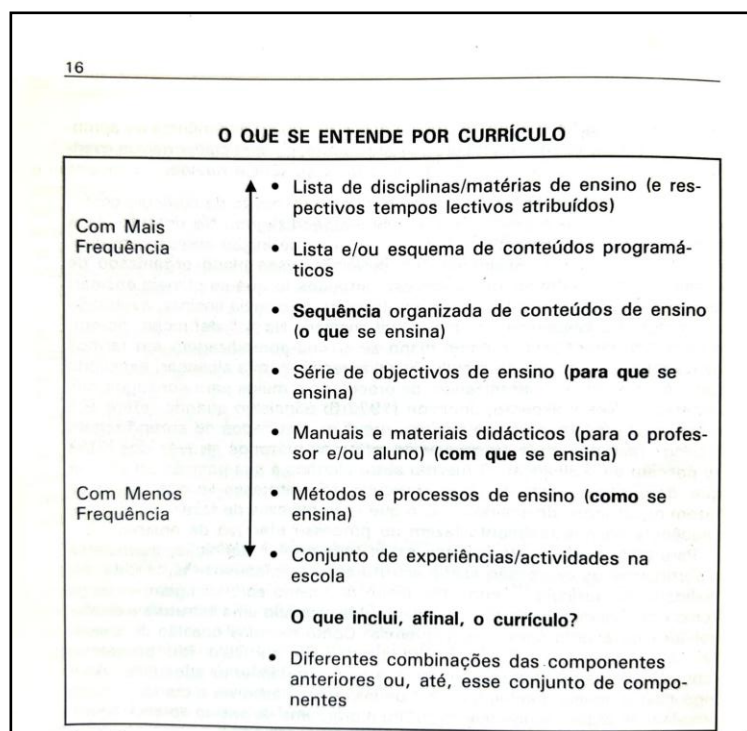 16
O QUE SE ENTENDE POR CURRÍCULO
Com Mais
Frequência
Com Menos
Frequência
• Lista de disciplinas/matérias de ensino (e res-
pectivos tempos lectivos atribuídos)
• Lista e/ou esquema de conteúdos programá-
ticos
• Sequência organizada de conteúdos de ensino
(o que se ensina)
• Série de objectivos de ensino (para que se
ensina)
• Manuais e materiais didácticos (para o profes-
sor e/ou aluno) (com que se ensina)
• Métodos e processos de ensino (como se
ensina)
• Conjunto de experiências/actividades na
escola
O que inclui, afinal, o currículo?
• Diferentes combinações das componentes
anteriores ou, até, esse conjunto de compo-
nentes